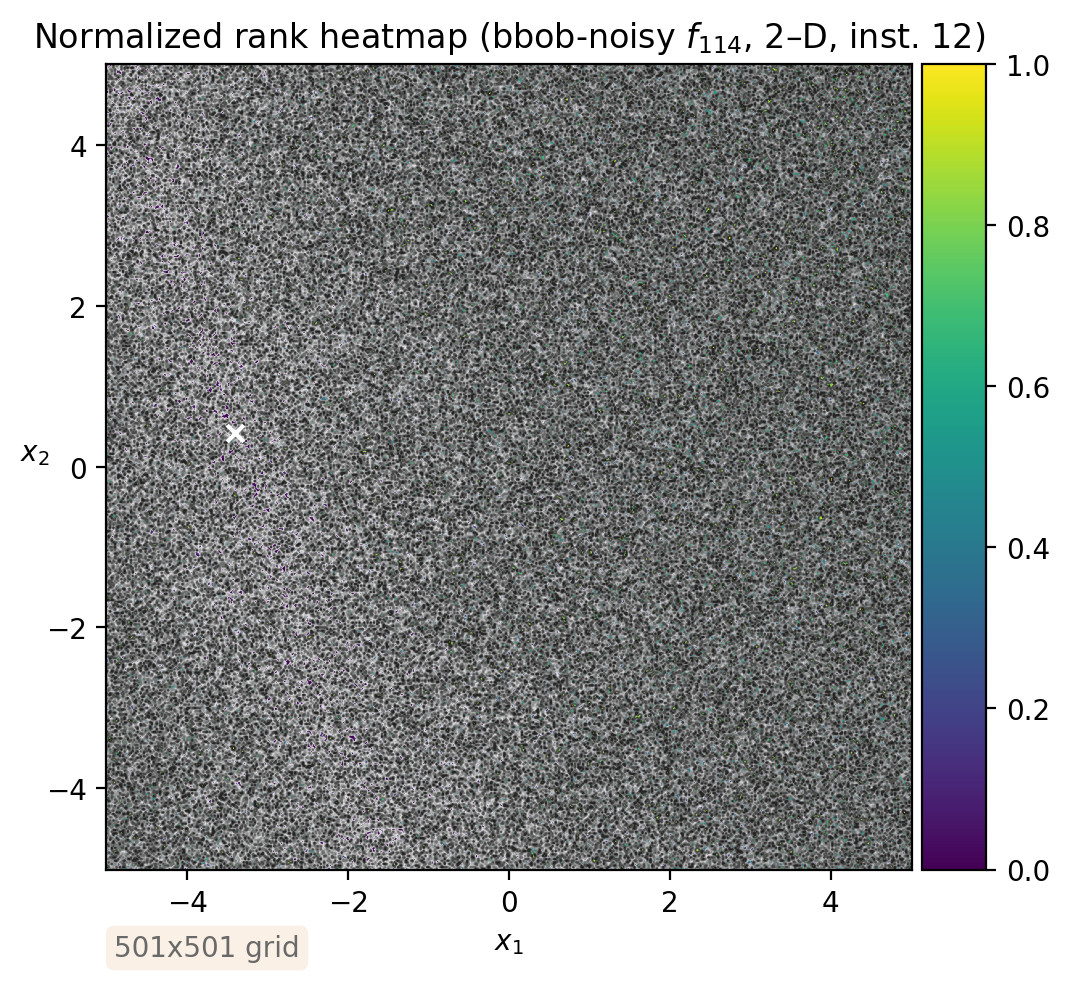 Normalized rank heatmap (bbob-noisy f₁₁₄, 2–D, inst. 12)
1.0
0.8
0.6
0.4
0.2
0.0
4
2
0
−2
−4
x₂
−4 −2 0 2 4
x₁
501x501 grid